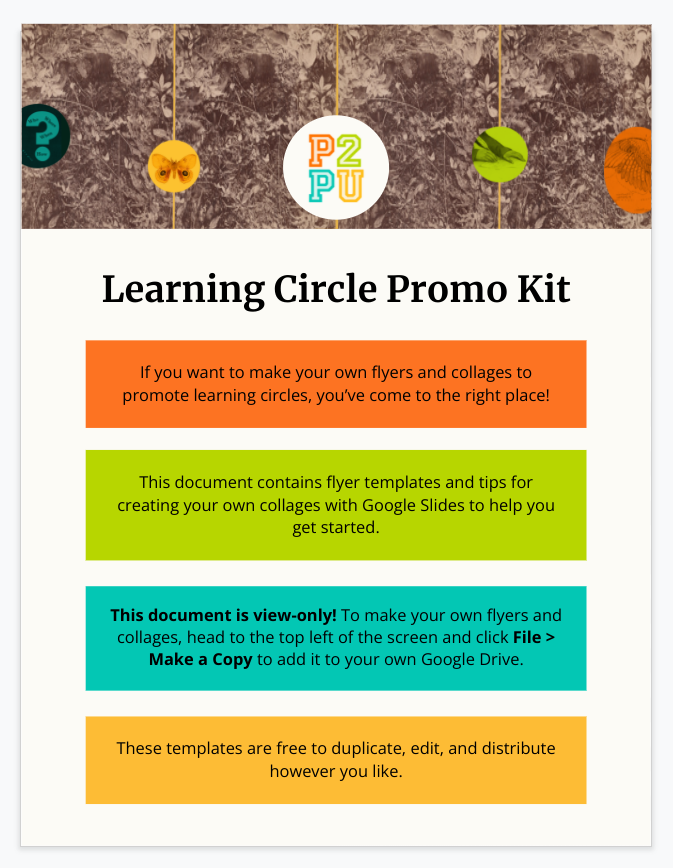 P2
PU
Learning Circle Promo Kit
If you want to make your own flyers and collages to
promote learning circles, you’ve come to the right place!
This document contains flyer templates and tips for
creating your own collages with Google Slides to help you
get started.
This document is view-only! To make your own flyers and
collages, head to the top left of the screen and click File >
Make a Copy to add it to your own Google Drive.
These templates are free to duplicate, edit, and distribute
however you like.